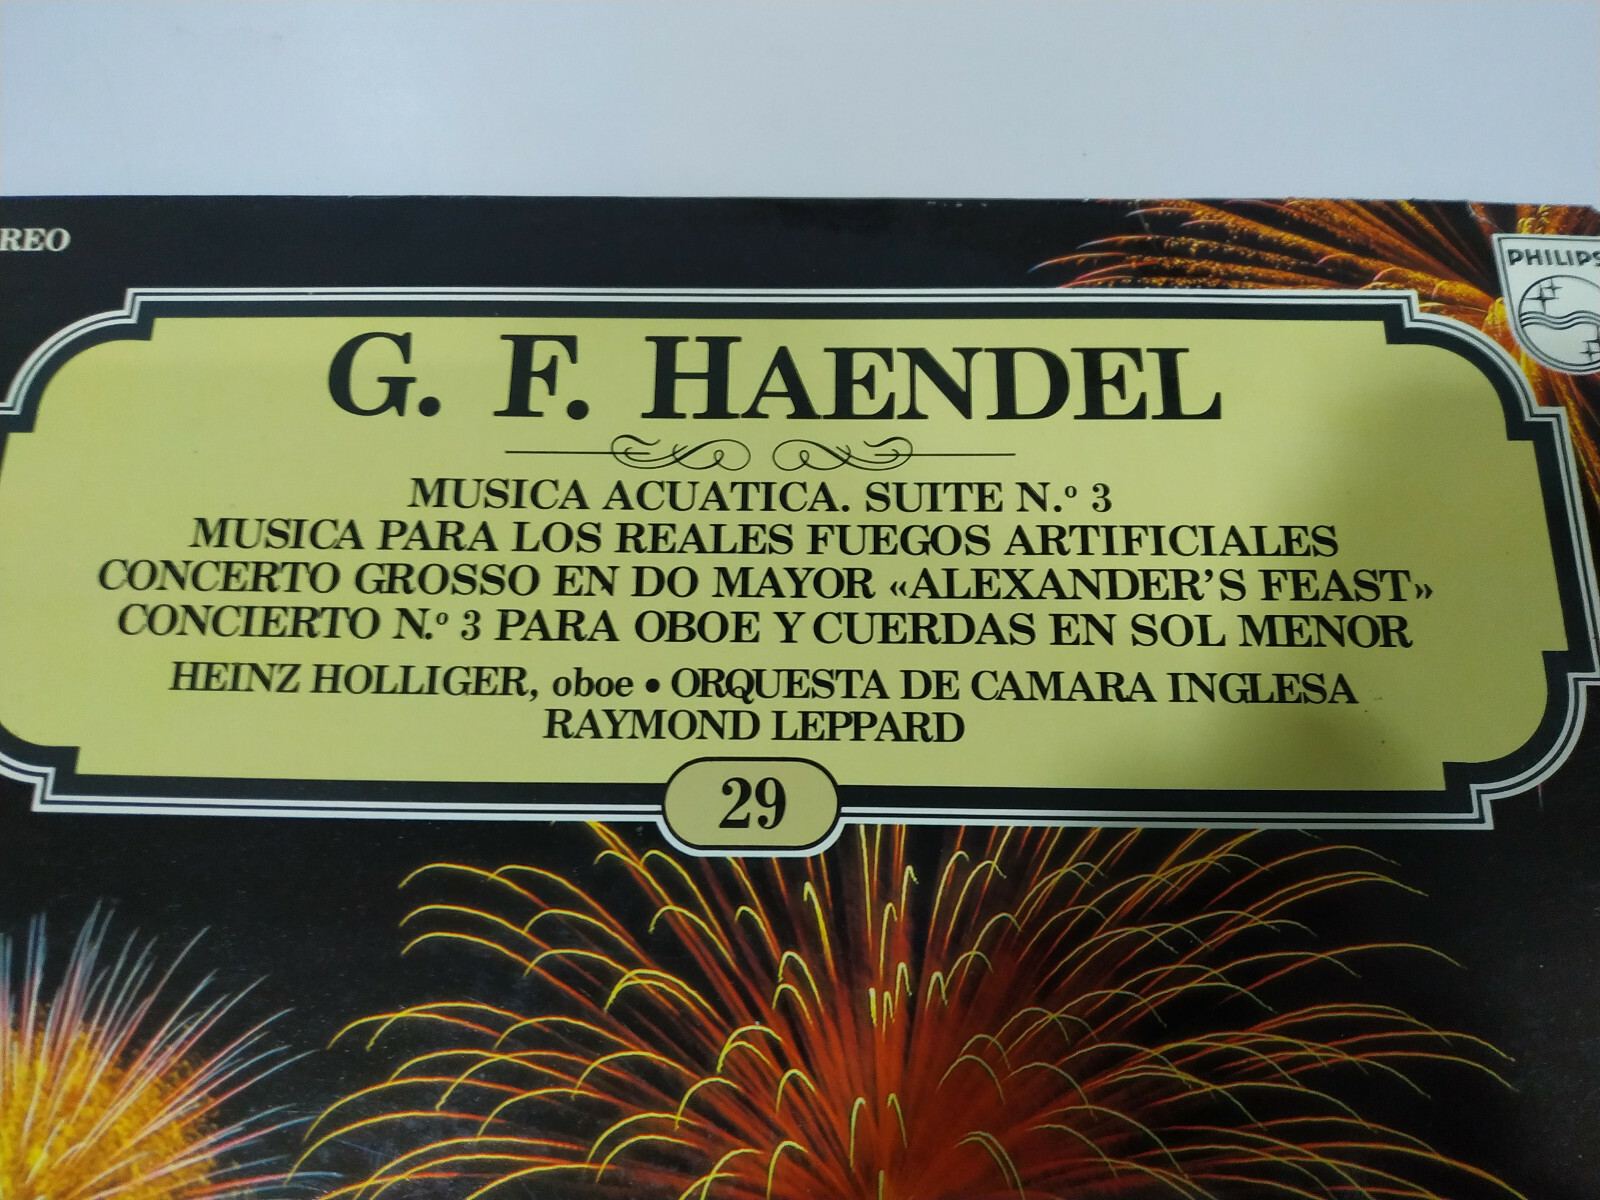 REO
PHILIPS
G. F. HAENDEL
MUSICA ACUATICA. SUITE N.º 3
MUSICA PARA LOS REALES FUEGOS ARTIFICIALES
CONCERTO GROSSO EN DO MAYOR «ALEXANDER'S FEAST»
CONCIERTO N.º 3 PARA OBOE Y CUERDAS EN SOL MENOR
HEINZ HOLLIGER, oboe • ORQUESTA DE CAMARA INGLESA
RAYMOND LEPPARD
29